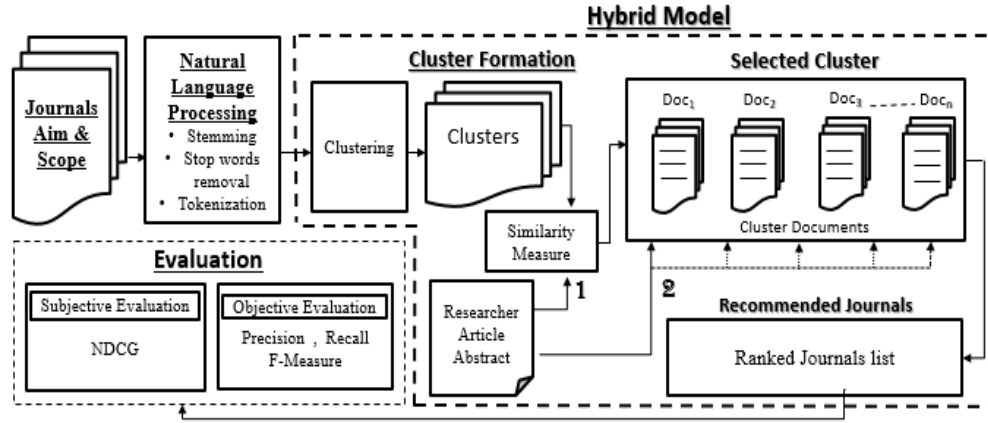 Hybrid Model
Journals
Aim &
Scope
Natural
Language
Processing
• Stemming
• Stop words
removal
• Tokenization
Cluster Formation
Clustering
Clusters
Similarity
Measure
Selected Cluster
Doc1 Doc2 Doc3 Docn
Cluster Documents
1
2
Researcher
Article
Abstract
Recommended Journals
Ranked Journals list
Evaluation
Subjective Evaluation
NDCG
Objective Evaluation
Precision , Recall
F-Measure